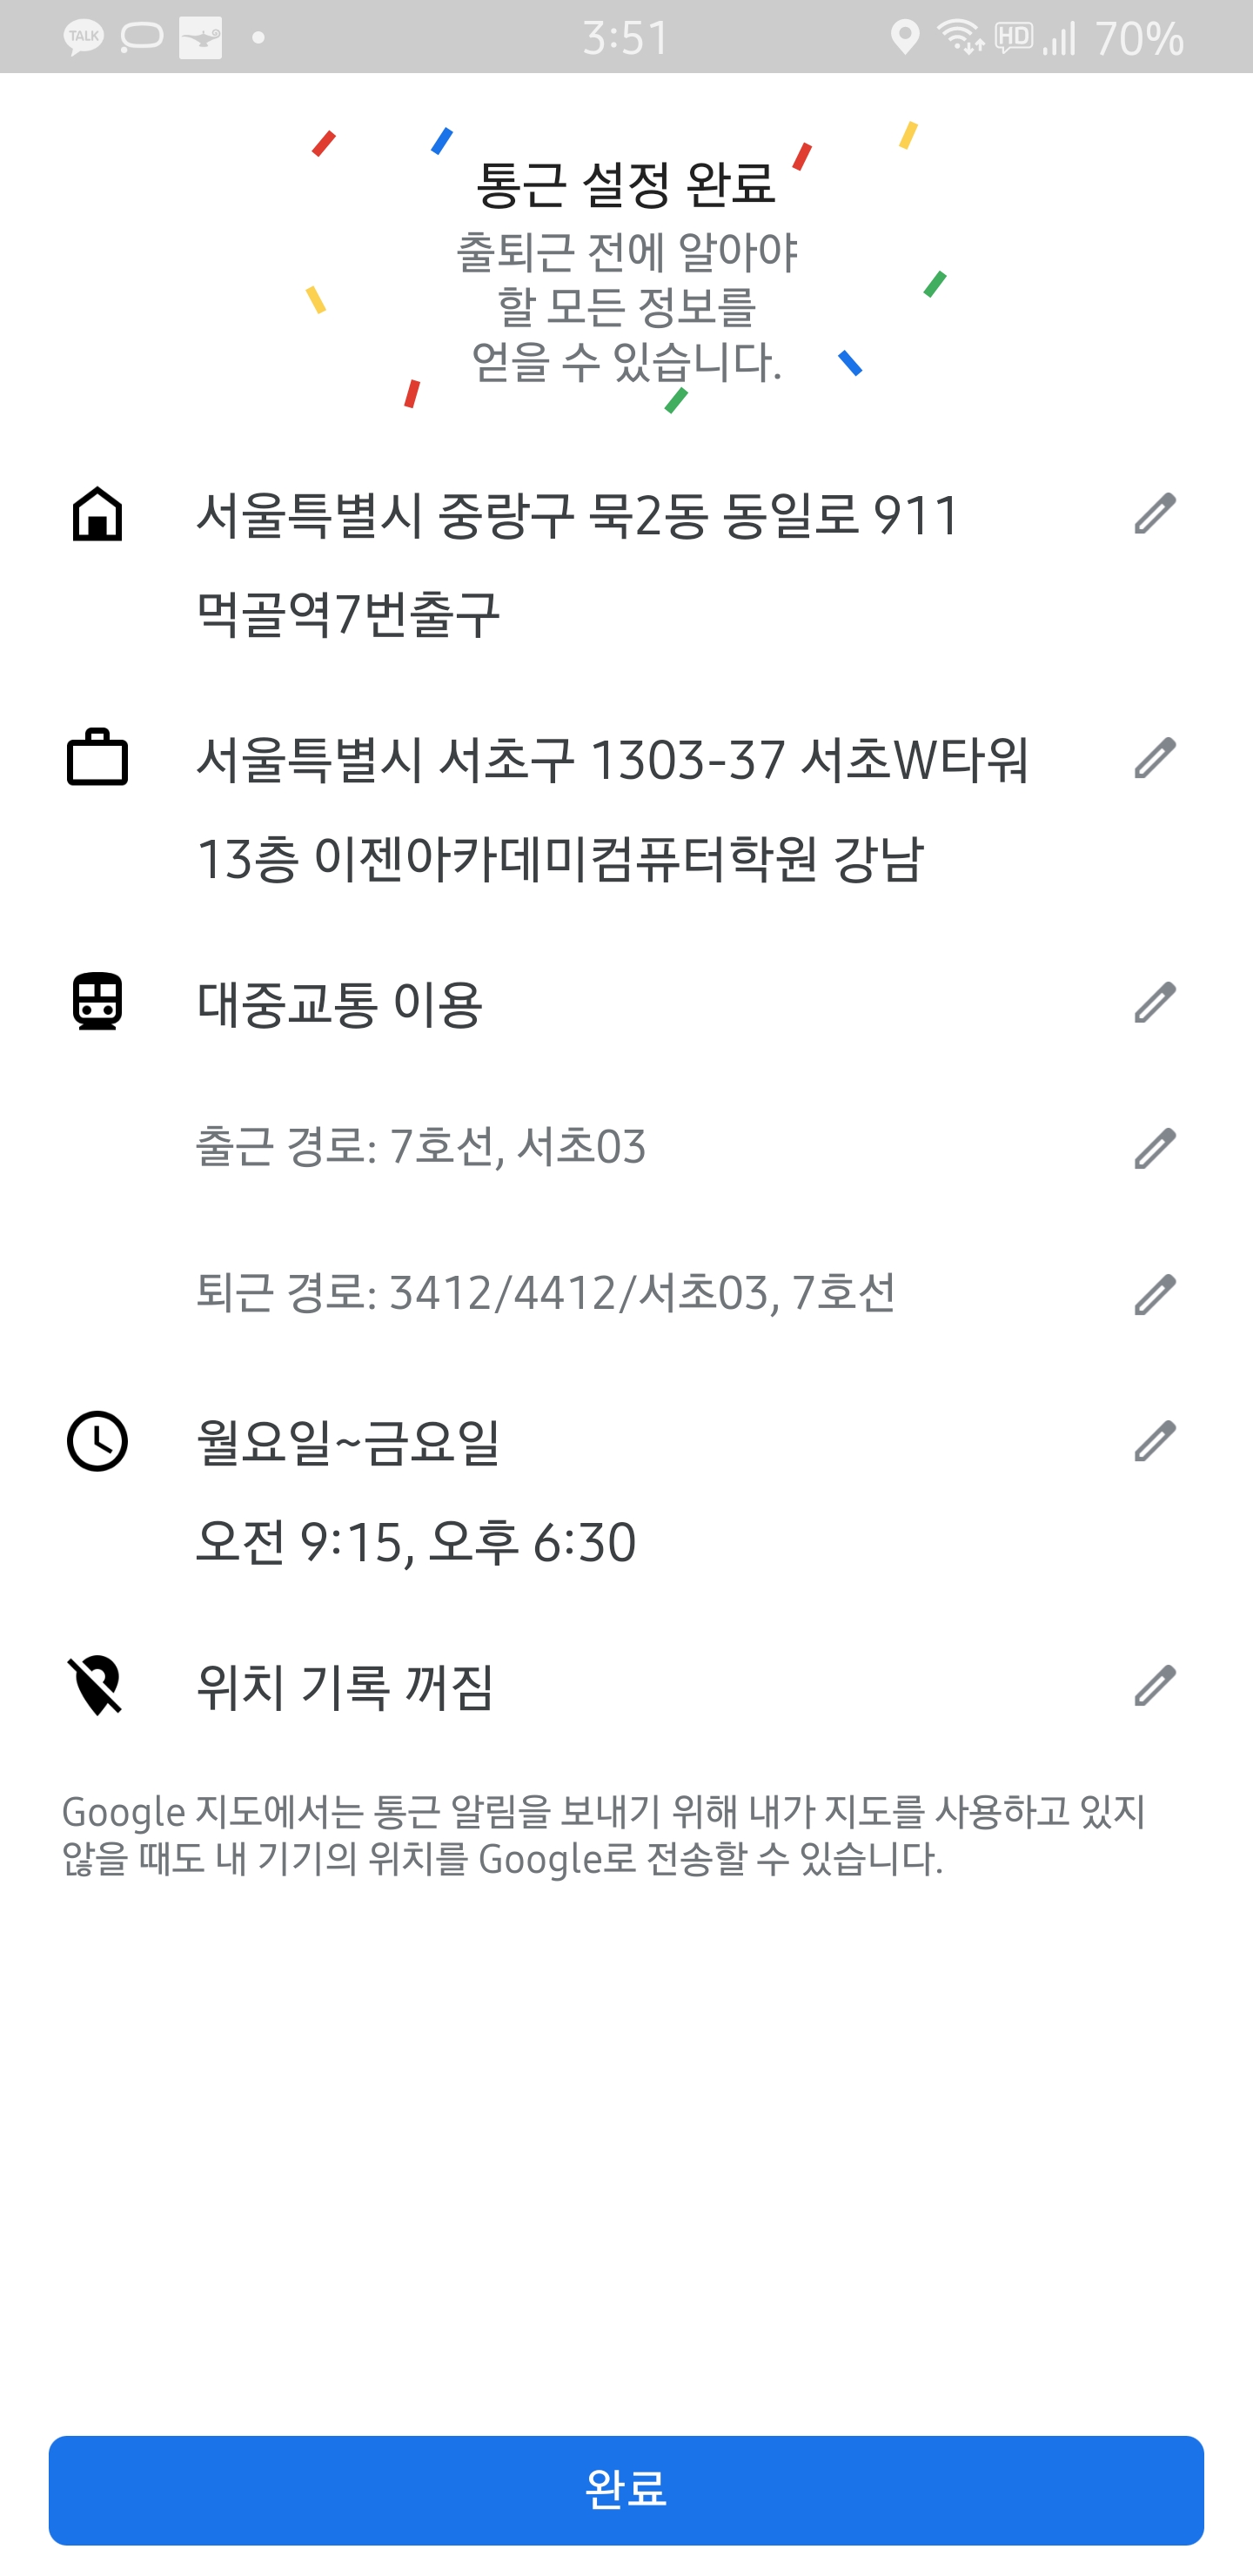 TALK 3:51 HD 70%
통근 설정 완료
출퇴근 전에 알아야
할 모든 정보를
얻을 수 있습니다.
서울특별시 중랑구 묵2동 동일로 911
먹골역7번출구
서울특별시 서초구 1303-37 서초W타워
13층 이젠아카데미컴퓨터학원 강남
대중교통 이용
출근 경로: 7호선, 서초03
퇴근 경로: 3412/4412/서초03, 7호선
월요일~금요일
오전 9:15, 오후 6:30
위치 기록 꺼짐
Google 지도에서는 통근 알림을 보내기 위해 내가 지도를 사용하고 있지
않을 때도 내 기기의 위치를 Google로 전송할 수 있습니다.
완료